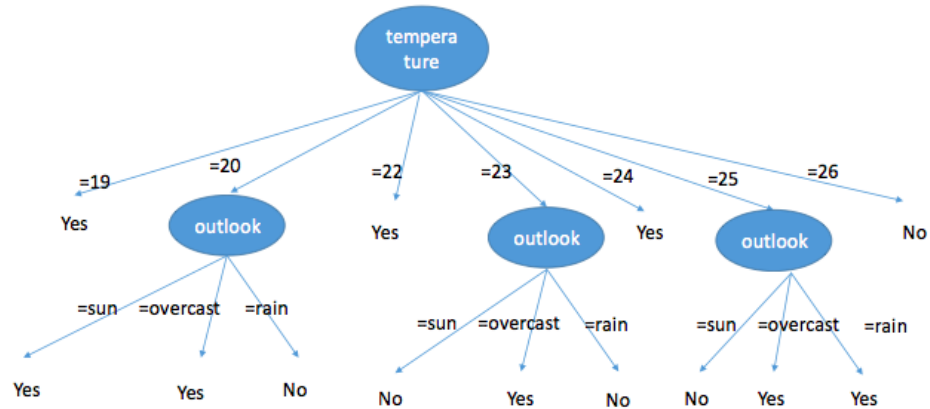 tempera
ture
=19
=20
=22
=23
=24
=25
=26
Yes
outlook
Yes
outlook
Yes
outlook
No
=sun
=overcast
=rain
=sun
=overcast
=rain
=sun
=overcast
=rain
Yes
Yes
No
No
Yes
No
No
Yes
Yes